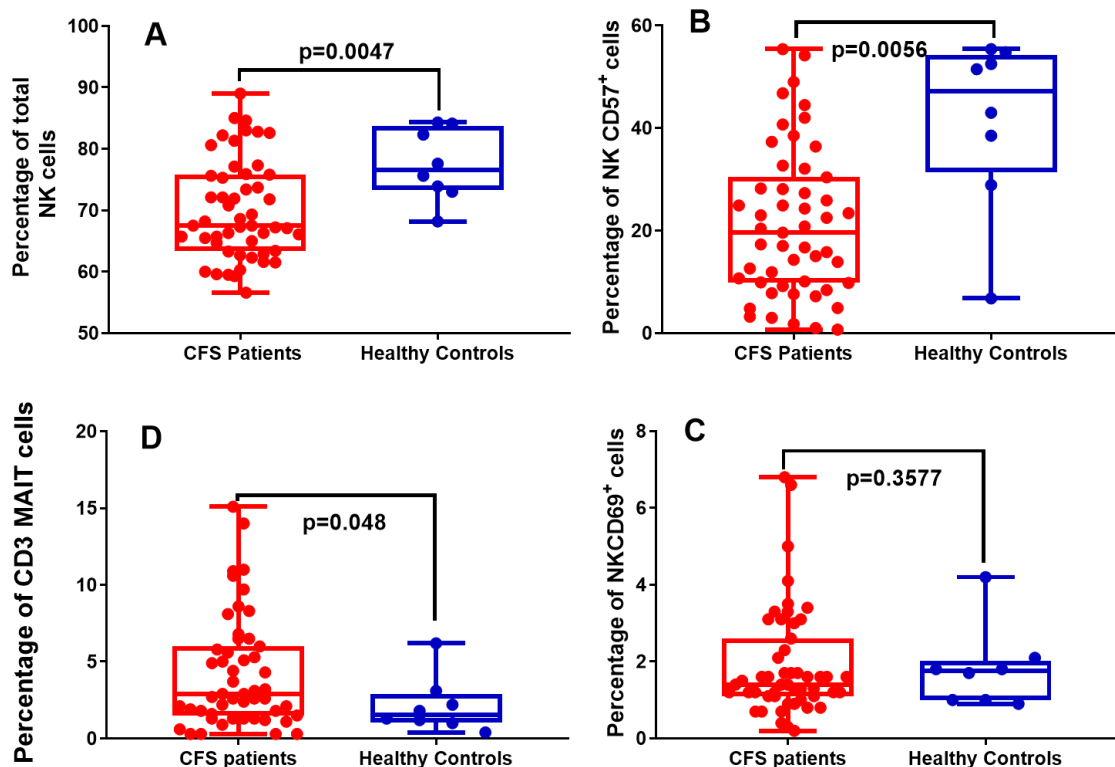 A
p=0.0047
Percentage of total
NK cells
100
90
80
70
60
50
CFS Patients
Healthy Controls
B
p=0.0056
Percentage of NK CD57+ cells
60
40
20
0
CFS Patients
Healthy Controls
D
p=0.048
Percentage of CD3 MAIT cells
20
15
10
5
0
CFS patients
Healthy Controls
C
p=0.3577
Percentage of NKCD69+ cells
8
6
4
2
0
CFS patients
Healthy Controls